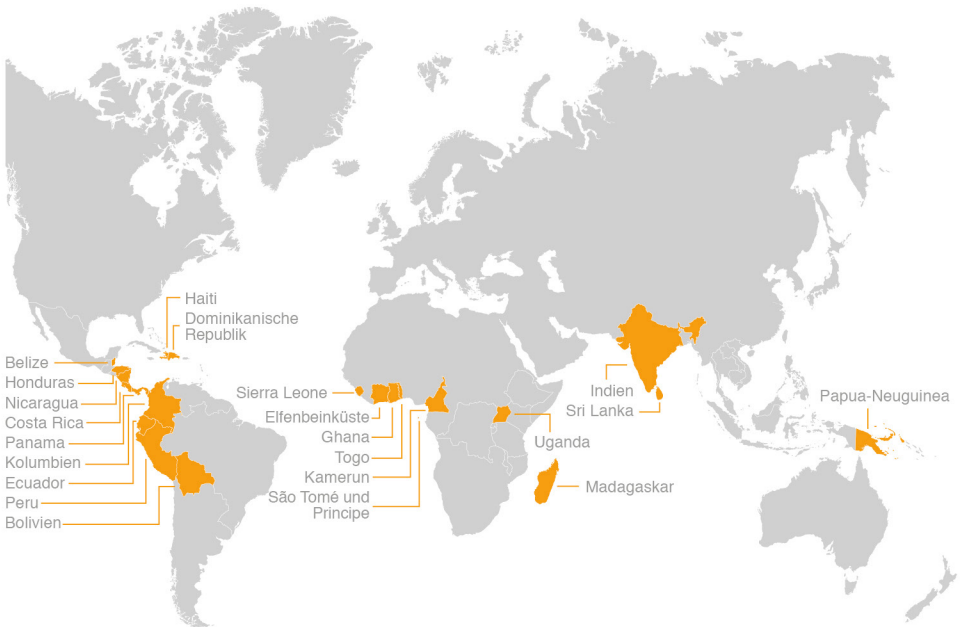 Haiti
Dominikanische
Republik
Belize
Honduras
Nicaragua
Costa Rica
Panama
Kolumbien
Ecuador
Peru
Bolivien
Sierra Leone
Elfenbeinküste
Ghana
Togo
Kamerun
São Tomé und
Principe
Uganda
Madagaskar
Indien
Sri Lanka
Papua-Neuguinea